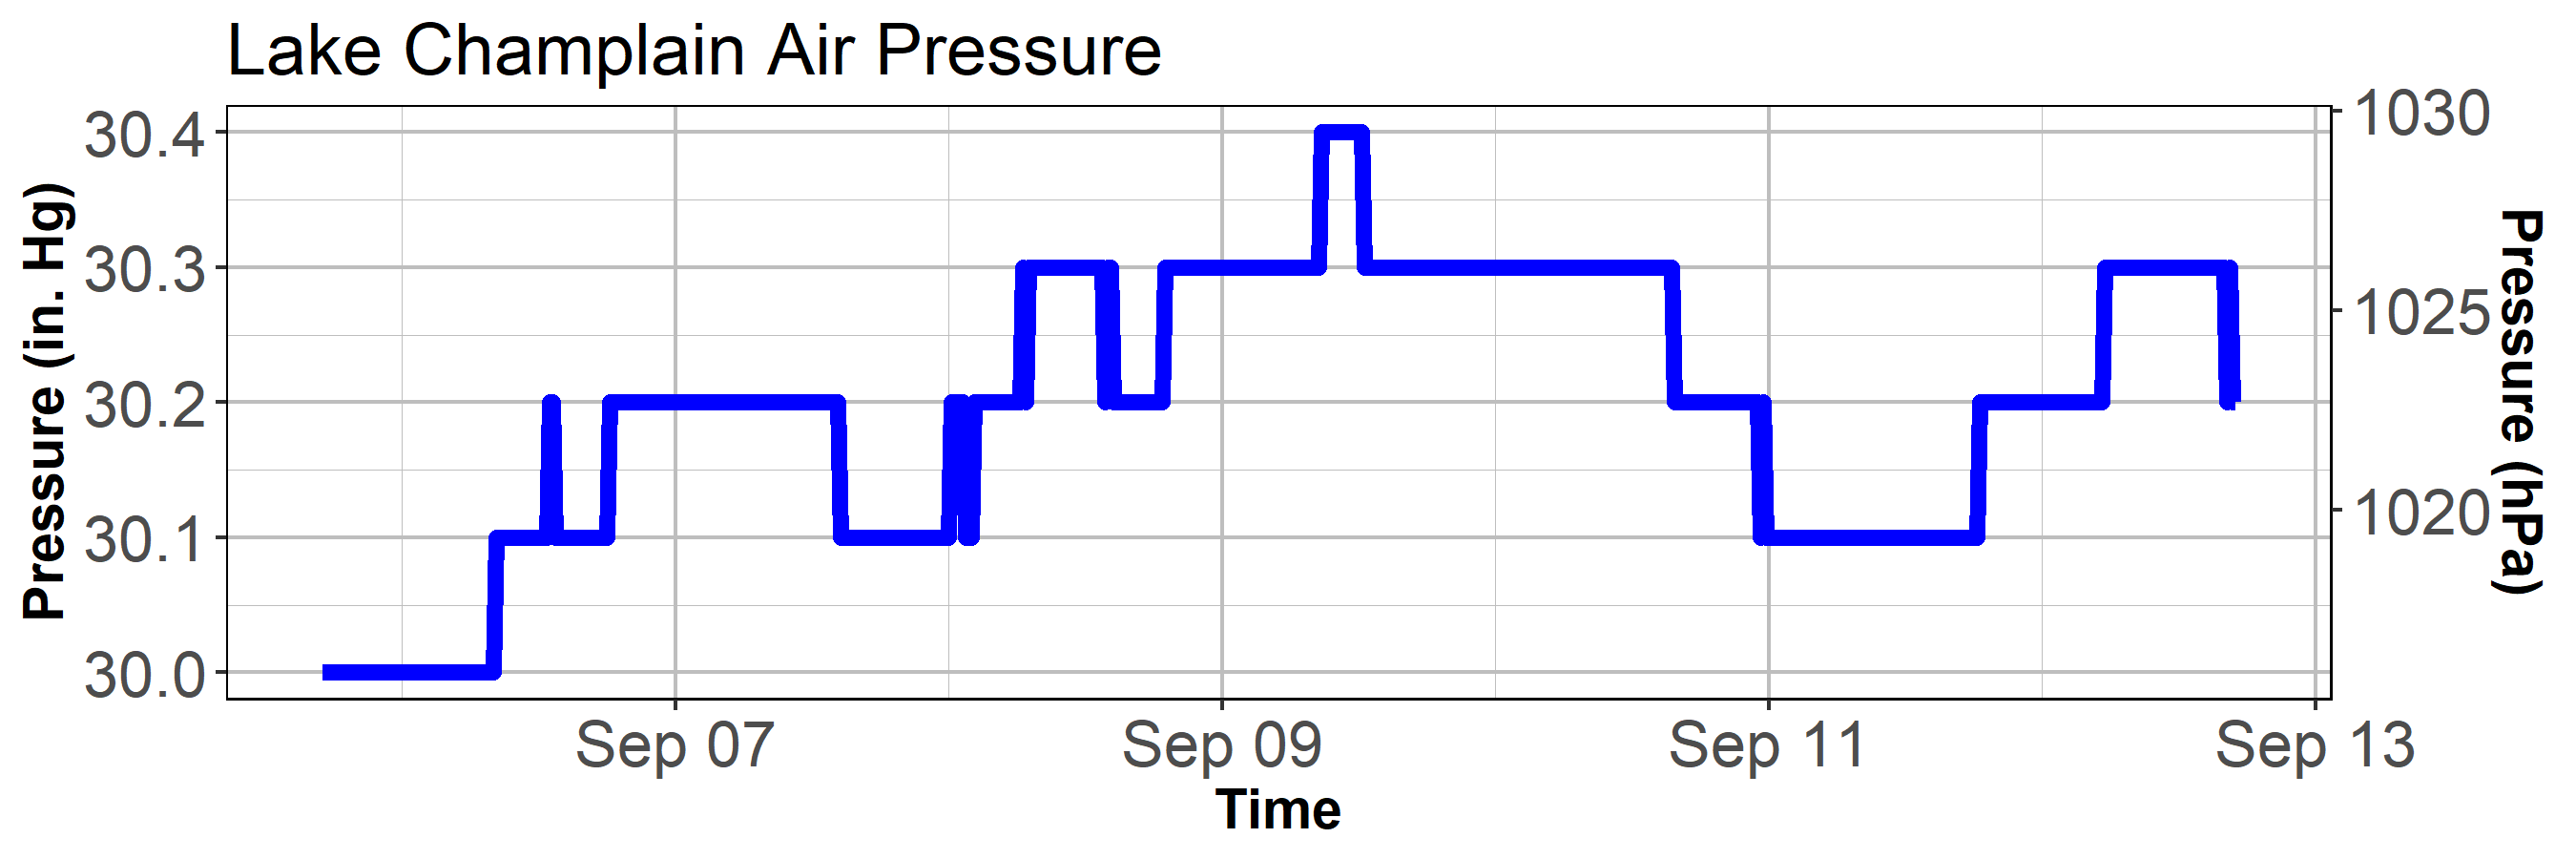 Lake Champlain Air Pressure
30.4
30.3
30.2
30.1
30.0
Pressure (in. Hg)
1030
1025
1020
Pressure (hPa)
Sep 07
Sep 09
Sep 11
Sep 13
Time